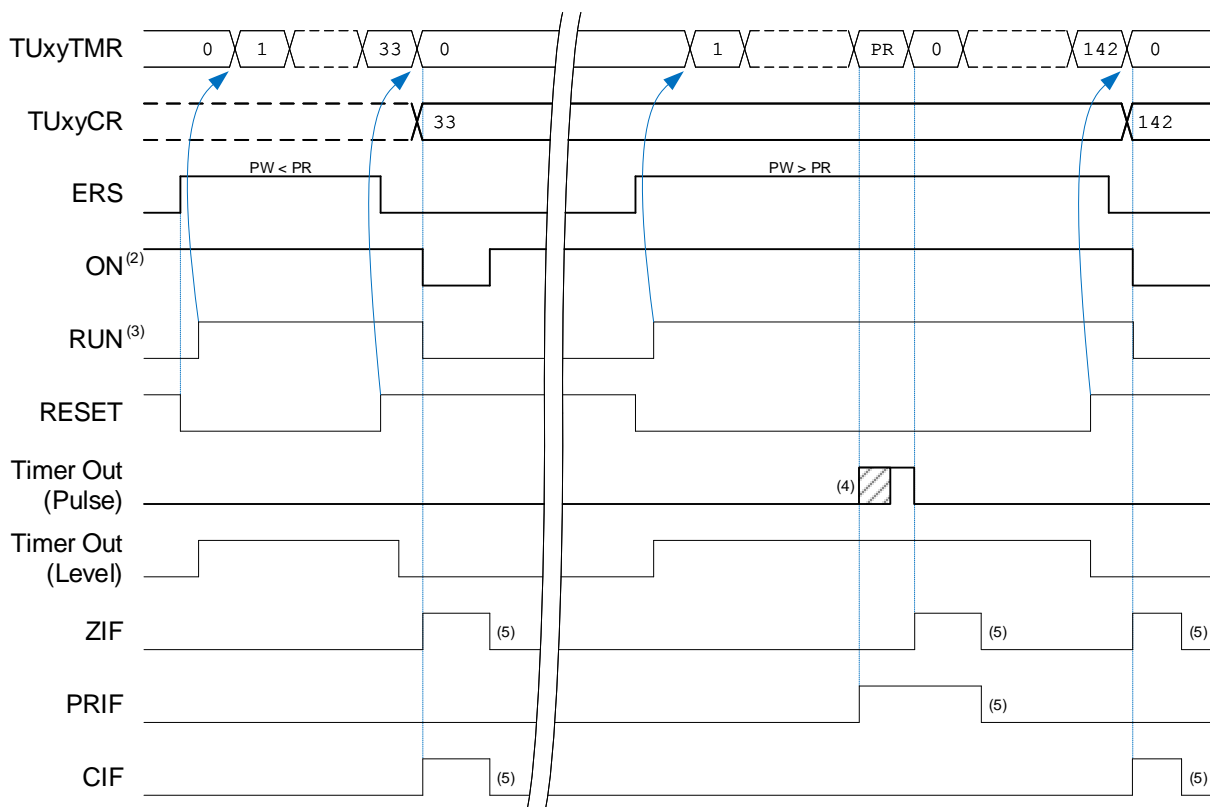 TUxyTMR 0 1 33 0 1 PR 0 142 0
TUxyCR 33 142
PW < PR PW > PR
ERS
ON(2)
RUN(3)
RESET
Timer Out
(Pulse) (4)
Timer Out
(Level)
ZIF (5) (5) (5)
PRIF (5)
CIF (5) (5)